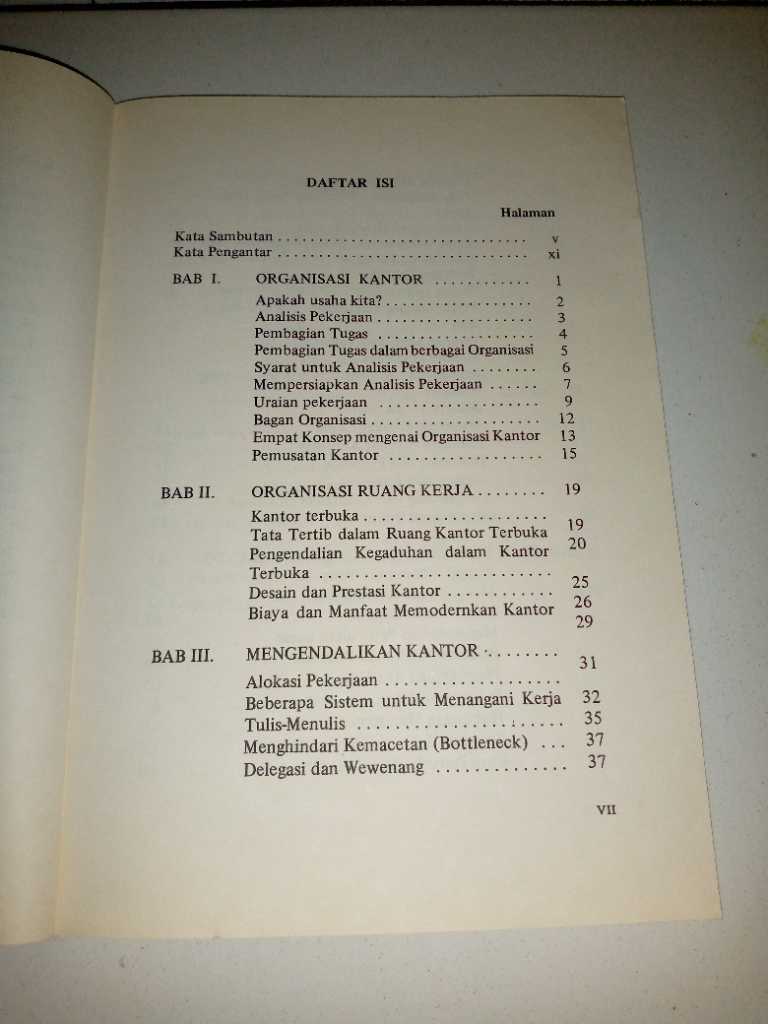 DAFTAR ISI
Halaman
Kata Sambutan ............................... v
Kata Pengantar ............................... xi
BAB I. ORGANISASI KANTOR ............ 1
Apakah usaha kita? .................. 2
Analisis Pekerjaan ................... 3
Pembagian Tugas ................... 4
Pembagian Tugas dalam berbagai Organisasi 5
Syarat untuk Analisis Pekerjaan ........ 6
Mempersiapkan Analisis Pekerjaan ...... 7
Uraian pekerjaan .................... 9
Bagan Organisasi ..................... 12
Empat Konsep mengenai Organisasi Kantor 13
Pemusatan Kantor ................... 15
BAB II. ORGANISASI RUANG KERJA ........ 19
Kantor terbuka ....................... 19
Tata Tertib dalam Ruang Kantor Terbuka 20
Pengendalian Kegaduhan dalam Kantor
Terbuka .......................... 25
Desain dan Prestasi Kantor ............ 26
Biaya dan Manfaat Memodernkan Kantor 29
BAB III. MENGENDALIKAN KANTOR ........ 31
Alokasi Pekerjaan ................... 32
Beberapa Sistem untuk Menangani Kerja
Tulis-Menulis ...................... 35
Menghindari Kemacetan (Bottleneck) ... 37
Delegasi dan Wewenang .............. 37
VII